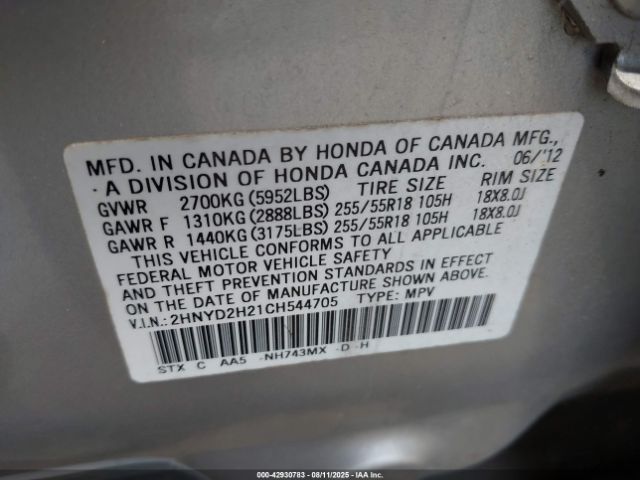 MFD. IN CANADA BY HONDA OF CANADA MFG.,
A DIVISION OF HONDA CANADA INC. 06/'12
TIRE SIZE RIM SIZE
GVWR 2700KG (5952LBS)
GAWR F 1310KG (2888LBS) 255/55R18 105H 18X8.0J
GAWR R 1440KG (3175LBS) 255/55R18 105H 18X8.0J
THIS VEHICLE CONFORMS TO ALL APPLICABLE
FEDERAL MOTOR VEHICLE SAFETY
AND THEFT PREVENTION STANDARDS IN EFFECT
ON THE DATE OF MANUFACTURE SHOWN ABOVE.
V.I.N.: 2HNYD2H21CH544705 TYPE: MPV
STX C AA5 -NH743MX -D -H
000-42930783 - 08/11/2025 - IAA Inc.